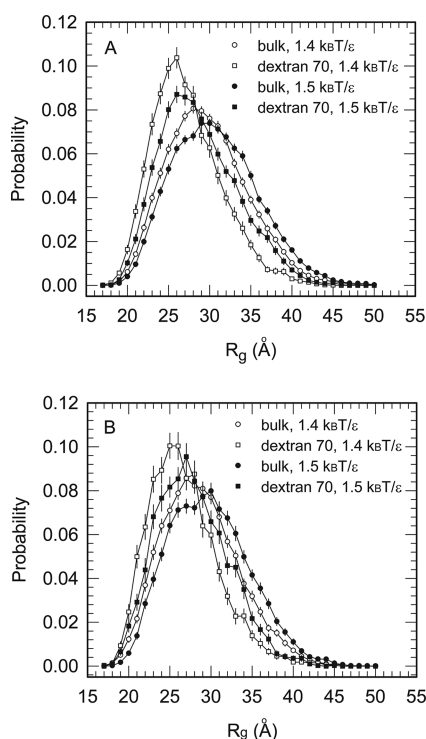 A
bulk, 1.4 kBT/ε
dextran 70, 1.4 kBT/ε
bulk, 1.5 kBT/ε
dextran 70, 1.5 kBT/ε
Probability
0.12
0.10
0.08
0.06
0.04
0.02
0.00
15 20 25 30 35 40 45 50 55
Rg (Å)
B
bulk, 1.4 kBT/ε
dextran 70, 1.4 kBT/ε
bulk, 1.5 kBT/ε
dextran 70, 1.5 kBT/ε
Probability
0.12
0.10
0.08
0.06
0.04
0.02
0.00
15 20 25 30 35 40 45 50 55
Rg (Å)